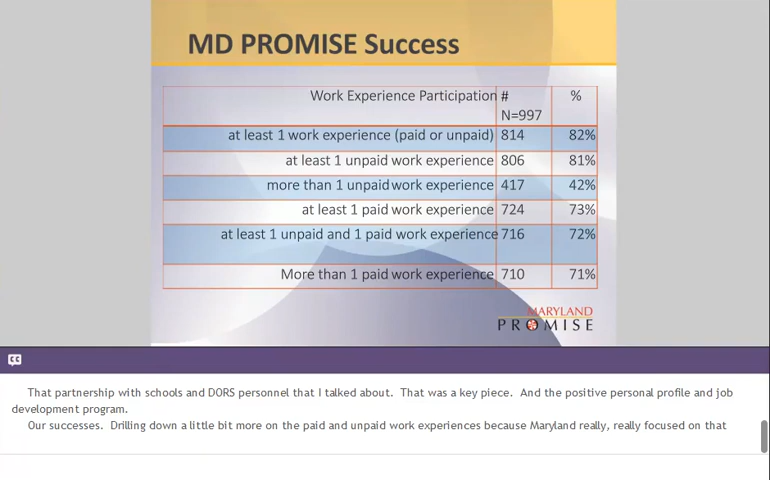 MD PROMISE Success
Work Experience Participation # %
N=997
at least 1 work experience (paid or unpaid) 814 82%
at least 1 unpaid work experience 806 81%
more than 1 unpaid work experience 417 42%
at least 1 paid work experience 724 73%
at least 1 unpaid and 1 paid work experience 716 72%
More than 1 paid work experience 710 71%
MARYLAND
PROMISE
CC
That partnership with schools and DORS personnel that I talked about. That was a key piece. And the positive personal profile and job
development program.
Our successes. Drilling down a little bit more on the paid and unpaid work experiences because Maryland really, really focused on that